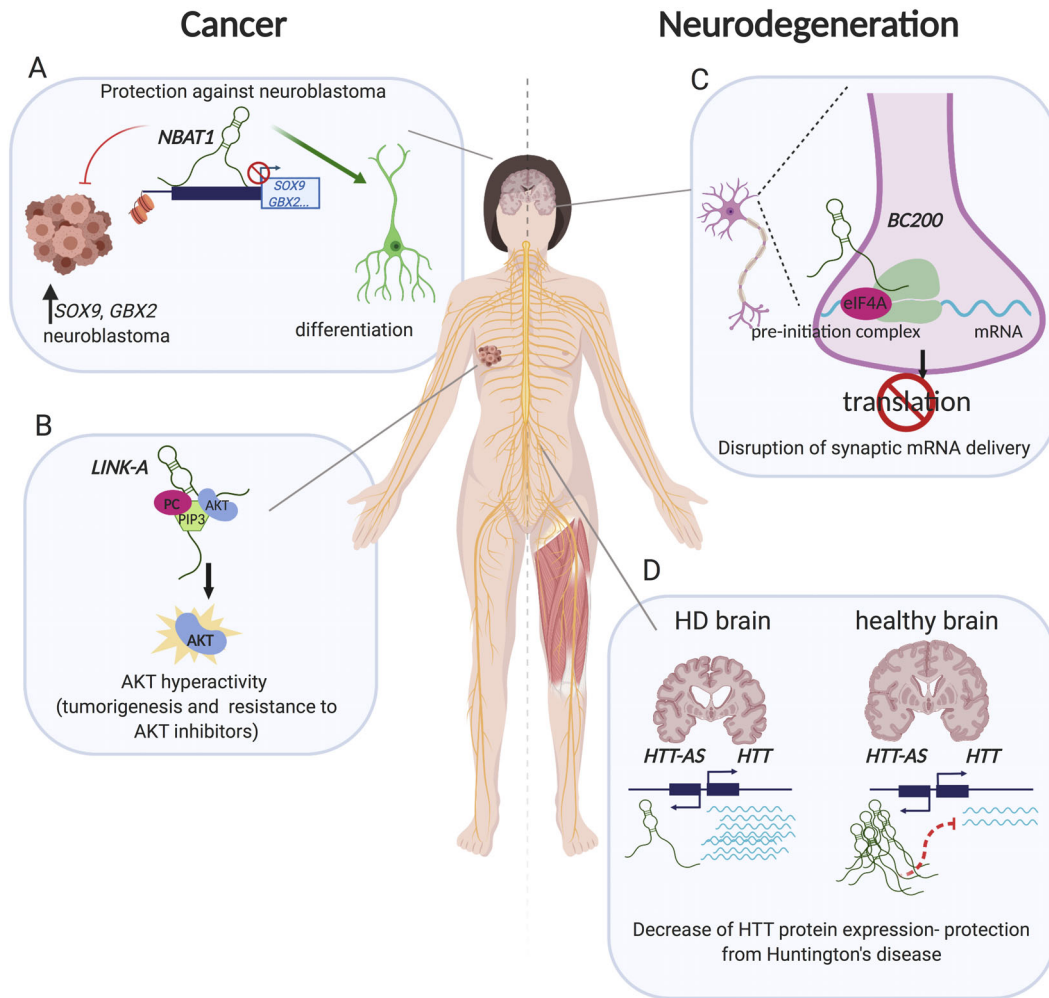 Cancer
Neurodegeneration
A
Protection against neuroblastoma
NBAT1
SOX9
GBX2...
SOX9, GBX2
neuroblastoma
differentiation
B
LINK-A
PC
AKT
PIP3
AKT
AKT hyperactivity
(tumorigenesis and resistance to
AKT inhibitors)
C
BC200
eIF4A
pre-initiation complex
mRNA
translation
Disruption of synaptic mRNA delivery
D
HD brain
healthy brain
HTT-AS
HTT
HTT-AS
HTT
Decrease of HTT protein expression- protection
from Huntington's disease